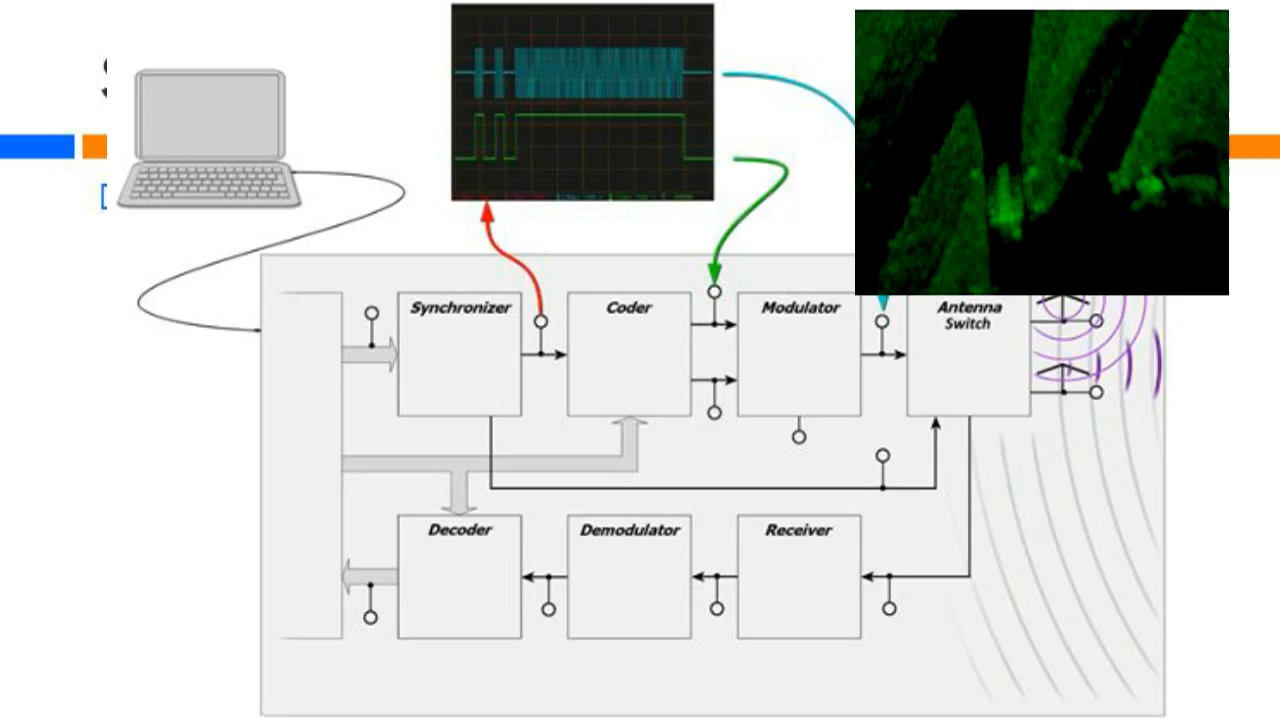 Synchronizer
Coder
Modulator
Antenna
Switch
Decoder
Demodulator
Receiver